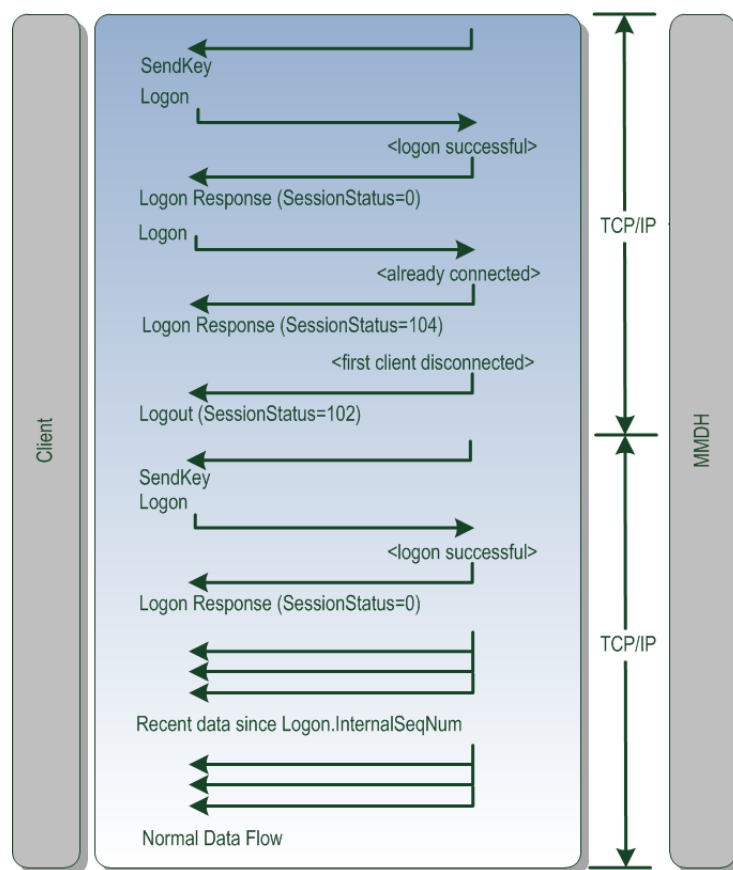 SendKey
Logon
<logon successful>
Logon Response (SessionStatus=0)
Logon
<already connected>
Logon Response (SessionStatus=104)
<first client disconnected>
Logout (SessionStatus=102)
SendKey
Logon
<logon successful>
Logon Response (SessionStatus=0)
Recent data since Logon.InternalSeqNum
Normal Data Flow
Client
TCP/IP
TCP/IP
MMDH